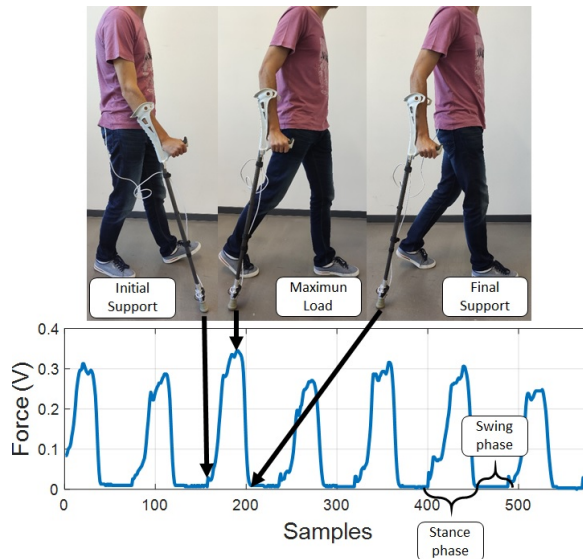 Initial
Support
Maximun
Load
Final
Support
0.4
0.3
0.2
0.1
0
Force (V)
Swing
phase
0
100
200
300
400
500
Samples
Stance
phase